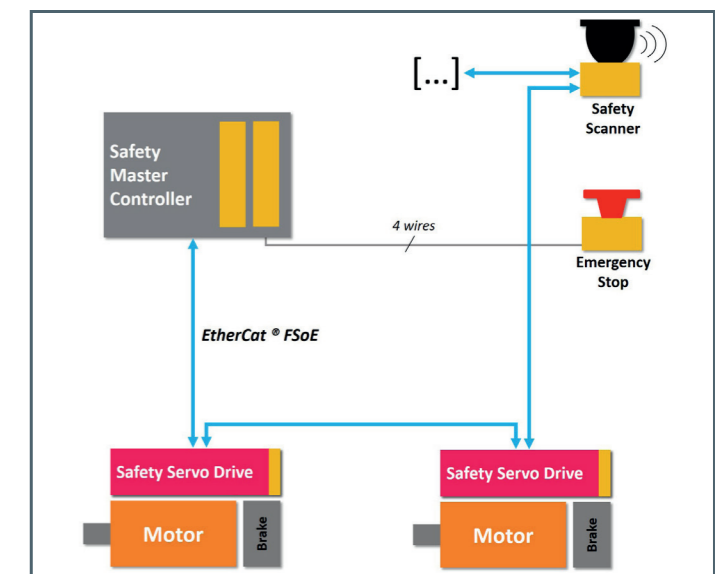 [...]
Safety
Scanner
Safety
Master
Controller
4 wires
Emergency
Stop
EtherCat ® FSoE
Safety Servo Drive
Safety Servo Drive
Motor
Brake
Motor
Brake